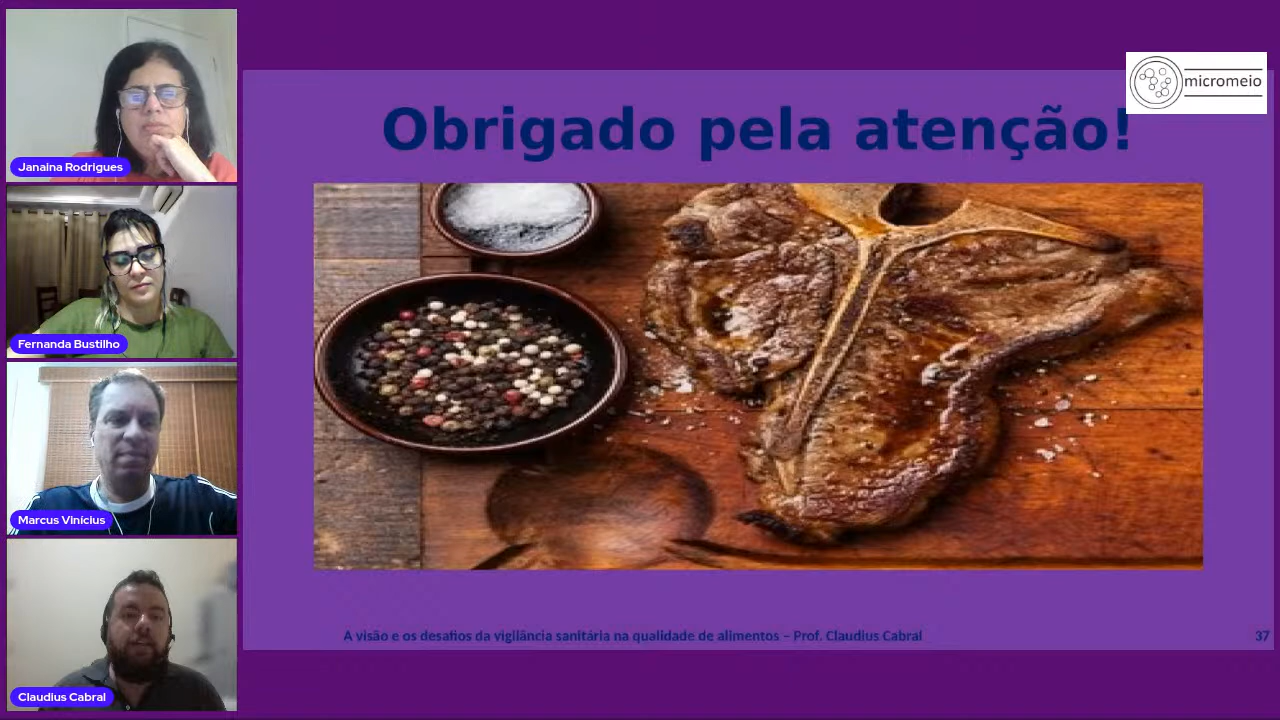 Janaina Rodrigues
Fernanda Bustilho
Marcus Vinícius
Claudius Cabral
micromeio
Obrigado pela atenção!
A visão e os desafios da vigilância sanitária na qualidade de alimentos – Prof. Claudius Cabral
37